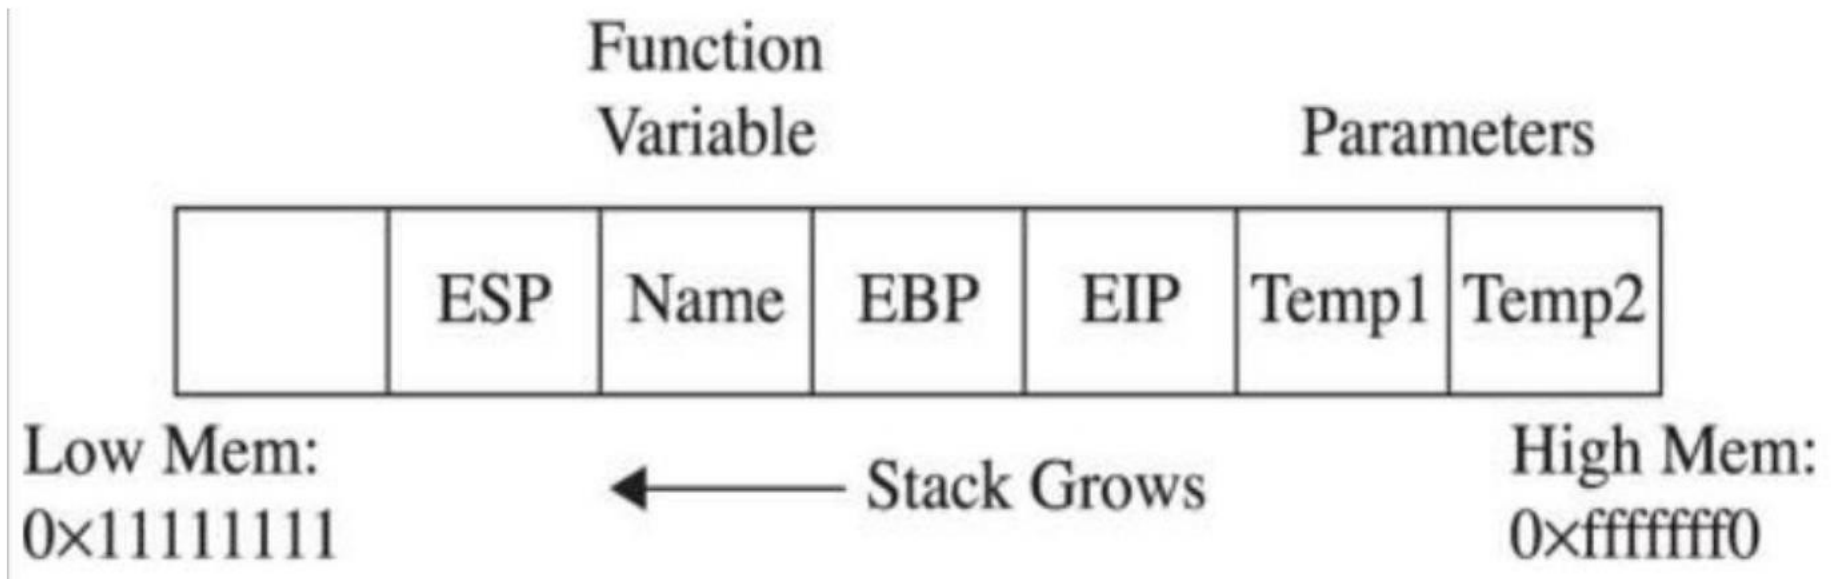 Function
Variable
Parameters
ESP
Name
EBP
EIP
Temp1
Temp2
Low Mem:
0×11111111
Stack Grows
High Mem:
0×fffffff0